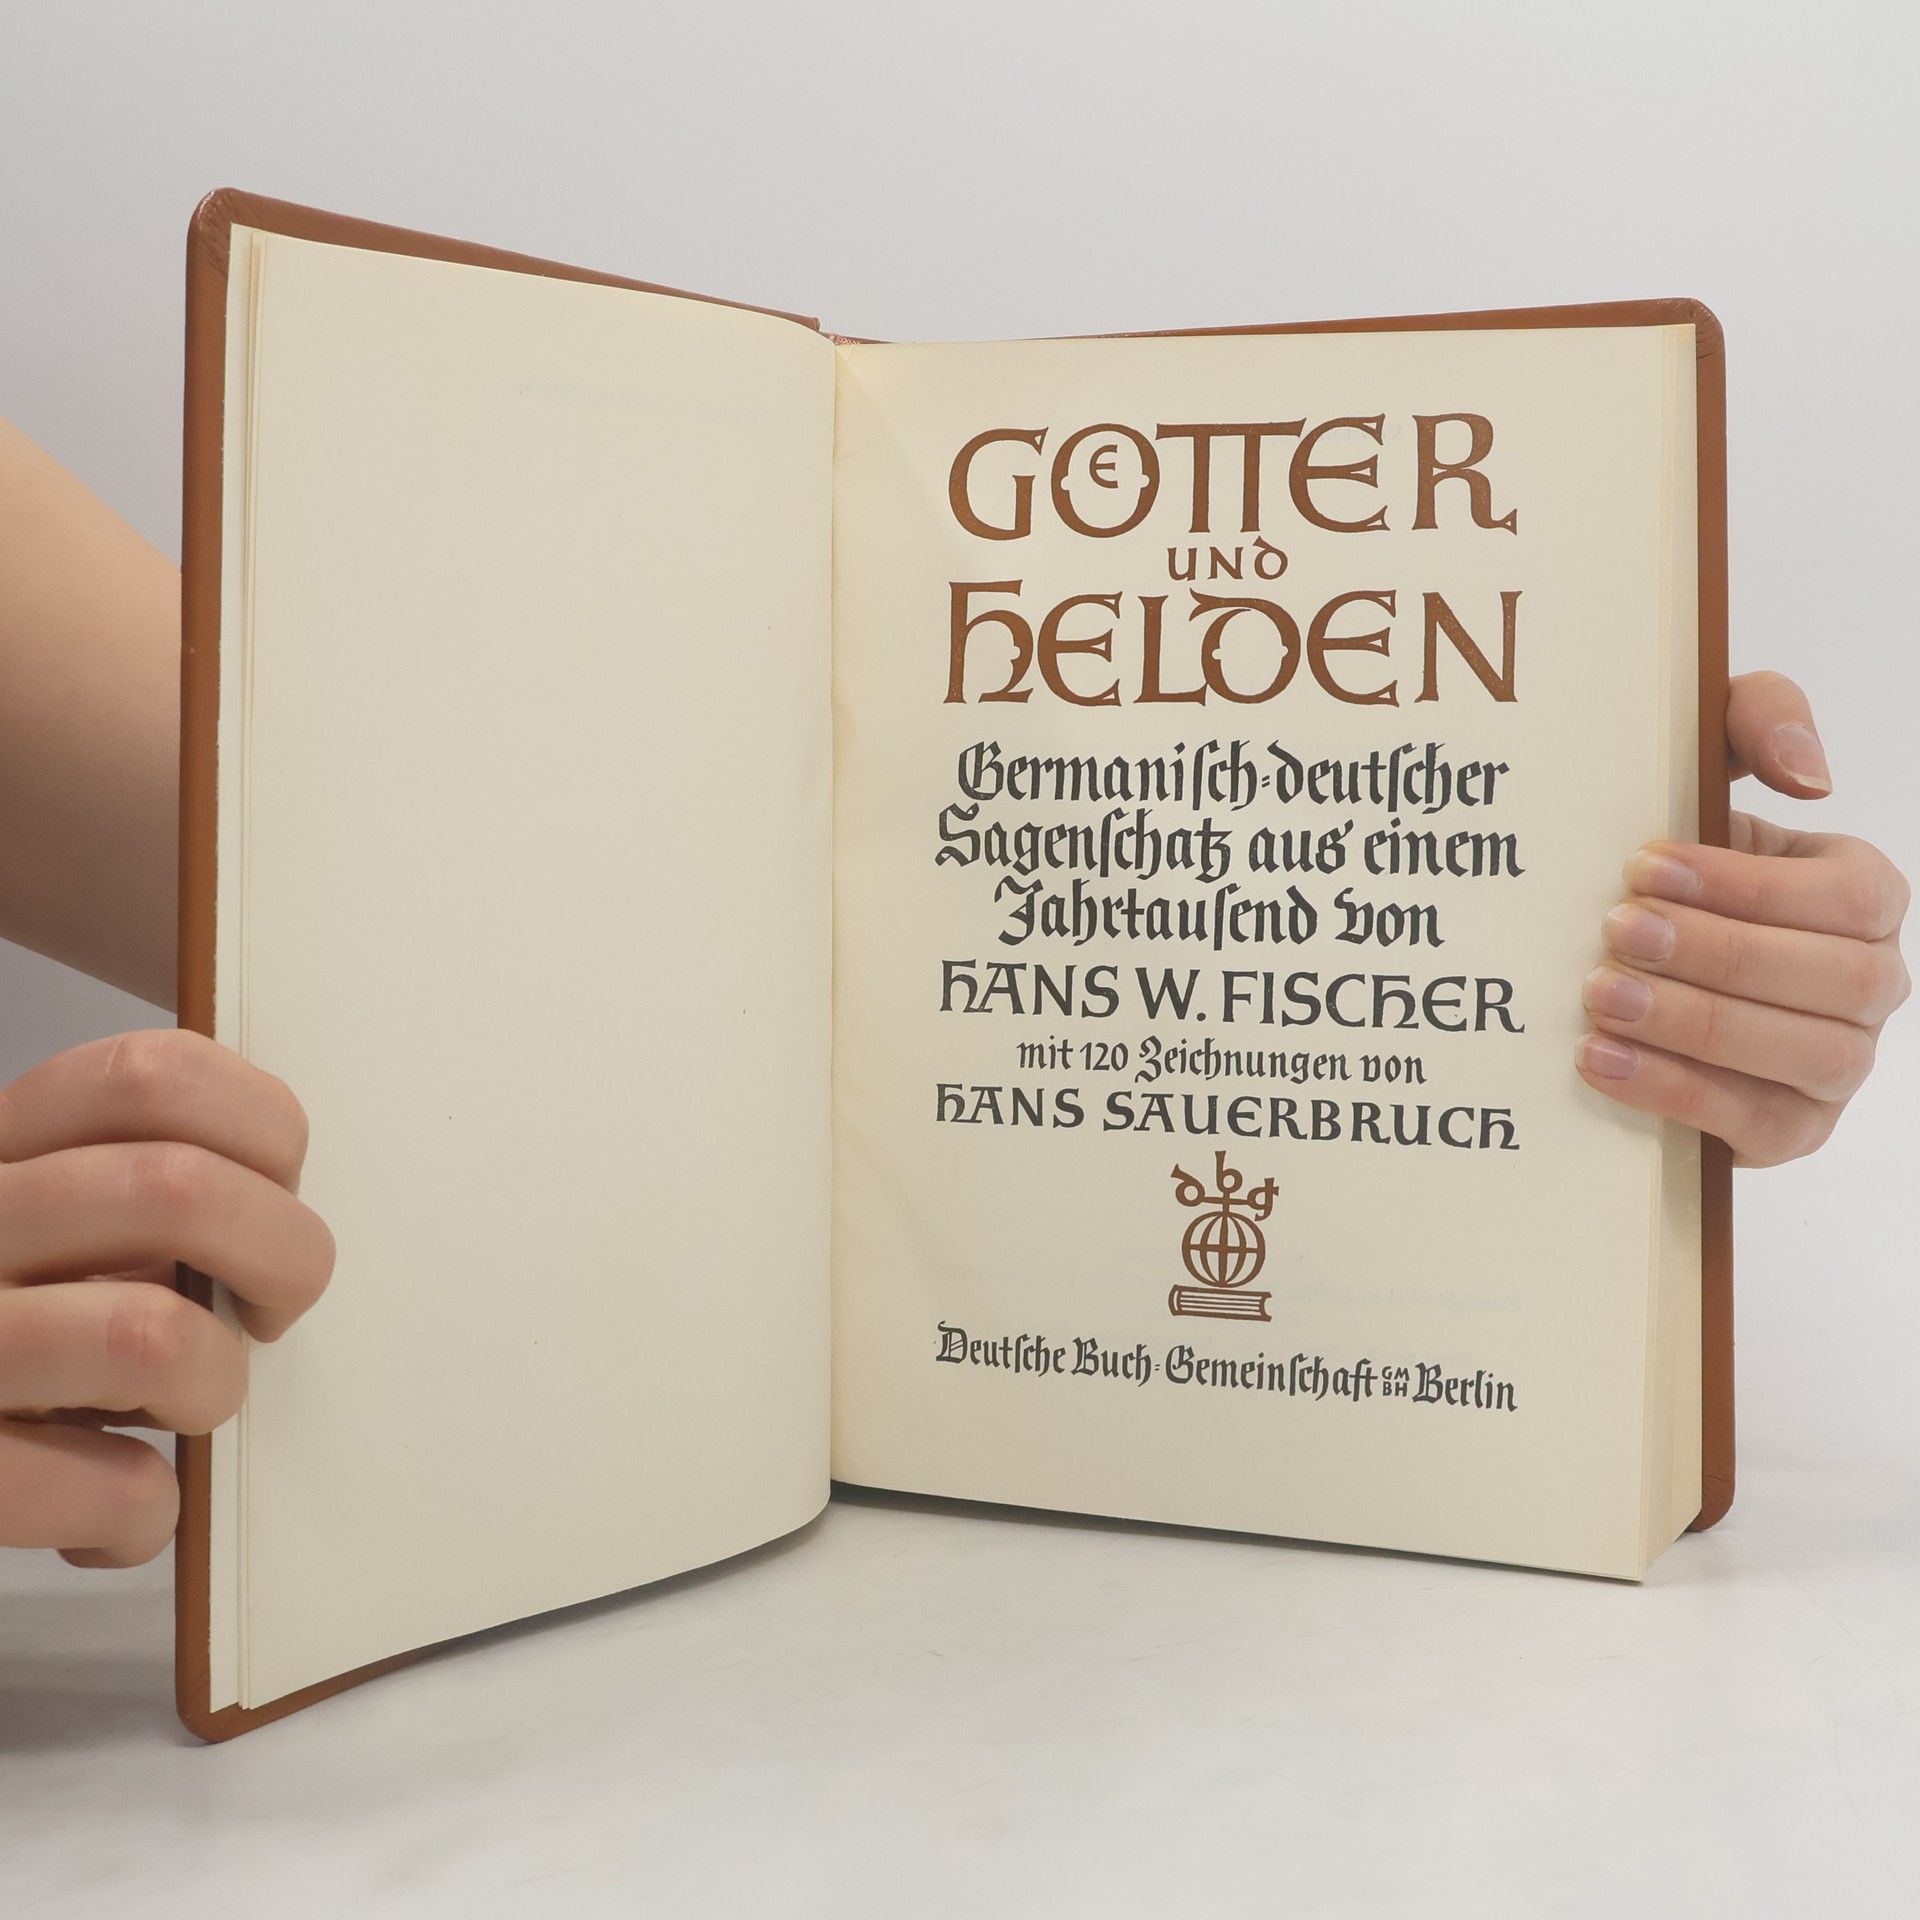 GOETTER
UND
HELDEN
Germaniſch-deutſcher
Sagenſchatz aus einem
Jahrtauſend von
HANS W. FISCHER
mit 120 Zeichnungen von
HANS SAUERBRUCH
dbg
Deutſche Buch-Gemeinſchaft GMBH Berlin